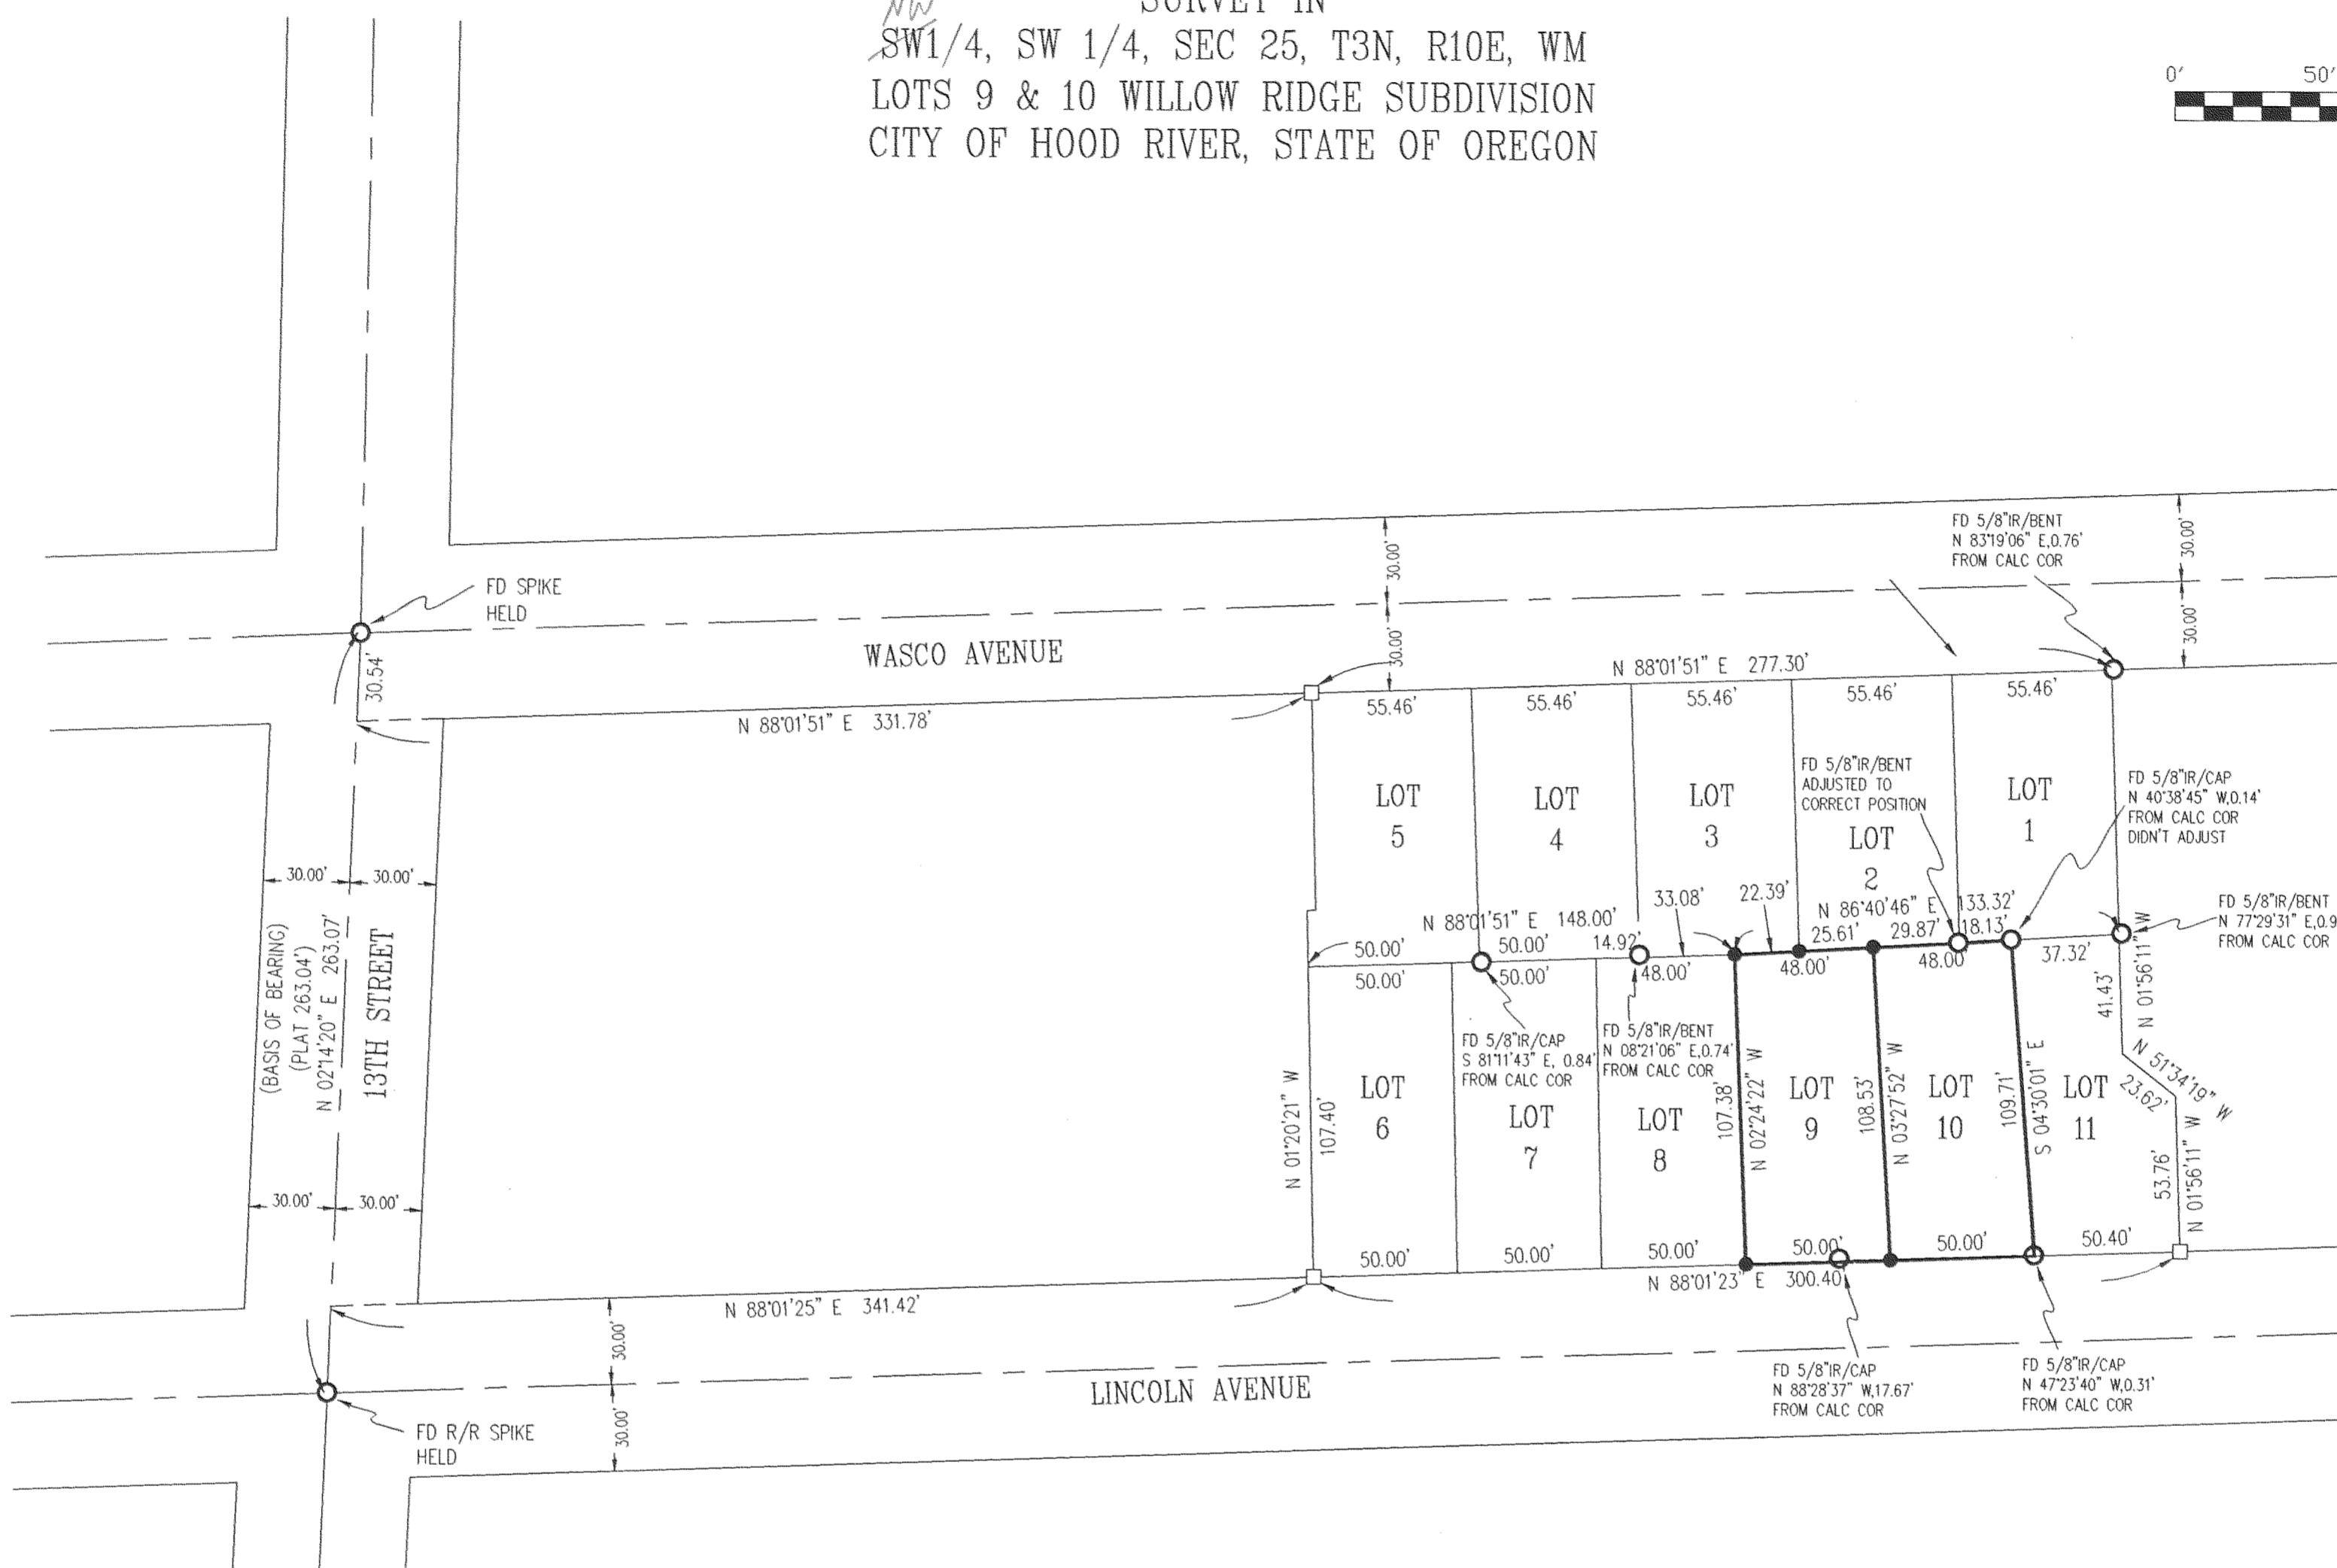 NW
SURVEY IN
SW1/4, SW 1/4, SEC 25, T3N, R10E, WM
LOTS 9 & 10 WILLOW RIDGE SUBDIVISION
CITY OF HOOD RIVER, STATE OF OREGON
0' 50'
FD SPIKE
HELD
30.54'
WASCO AVENUE
N 88°01'51" E 331.78'
30.00'
30.00'
N 88°01'51" E 277.30'
FD 5/8"IR/BENT
N 83°19'06" E,0.76'
FROM CALC COR
30.00'
30.00'
55.46'
55.46'
55.46'
55.46'
55.46'
LOT
5
LOT
4
LOT
3
FD 5/8"IR/BENT
ADJUSTED TO
CORRECT POSITION
LOT
2
LOT
1
FD 5/8"IR/CAP
N 40°38'45" W,0.14'
FROM CALC COR
DIDN'T ADJUST
FD 5/8"IR/BENT
N 77°29'31" E,0.9
FROM CALC COR
30.00' 30.00'
(BASIS OF BEARING)
(PLAT 263.04')
N 02°14'20" E 263.07'
13TH STREET
30.00' 30.00'
N 88°01'51" E 148.00'
33.08'
22.39'
N 86°40'46" E 133.32'
50.00'
50.00'
14.92'
25.61'
29.87'
18.13'
37.32'
50.00'
50.00'
48.00'
48.00'
48.00'
41.43'
N 01°56'11" W
N 51°34'19" W
23.62'
FD 5/8"IR/CAP
S 81°11'43" E, 0.84'
FROM CALC COR
FD 5/8"IR/BENT
N 08°21'06" E,0.74'
FROM CALC COR
N 01°20'21" W
107.40'
LOT
6
LOT
7
LOT
8
107.38'
N 02°24'22" W
LOT
9
108.53'
N 03°27'52" W
LOT
10
109.71'
S 04°30'01" E
LOT
11
53.76'
N 01°56'11" W
50.00'
50.00'
50.00'
50.00'
50.00'
50.40'
N 88°01'23" E 300.40'
N 88°01'25" E 341.42'
30.00'
30.00'
LINCOLN AVENUE
FD R/R SPIKE
HELD
FD 5/8"IR/CAP
N 88°28'37" W,17.67'
FROM CALC COR
FD 5/8"IR/CAP
N 47°23'40" W,0.31'
FROM CALC COR